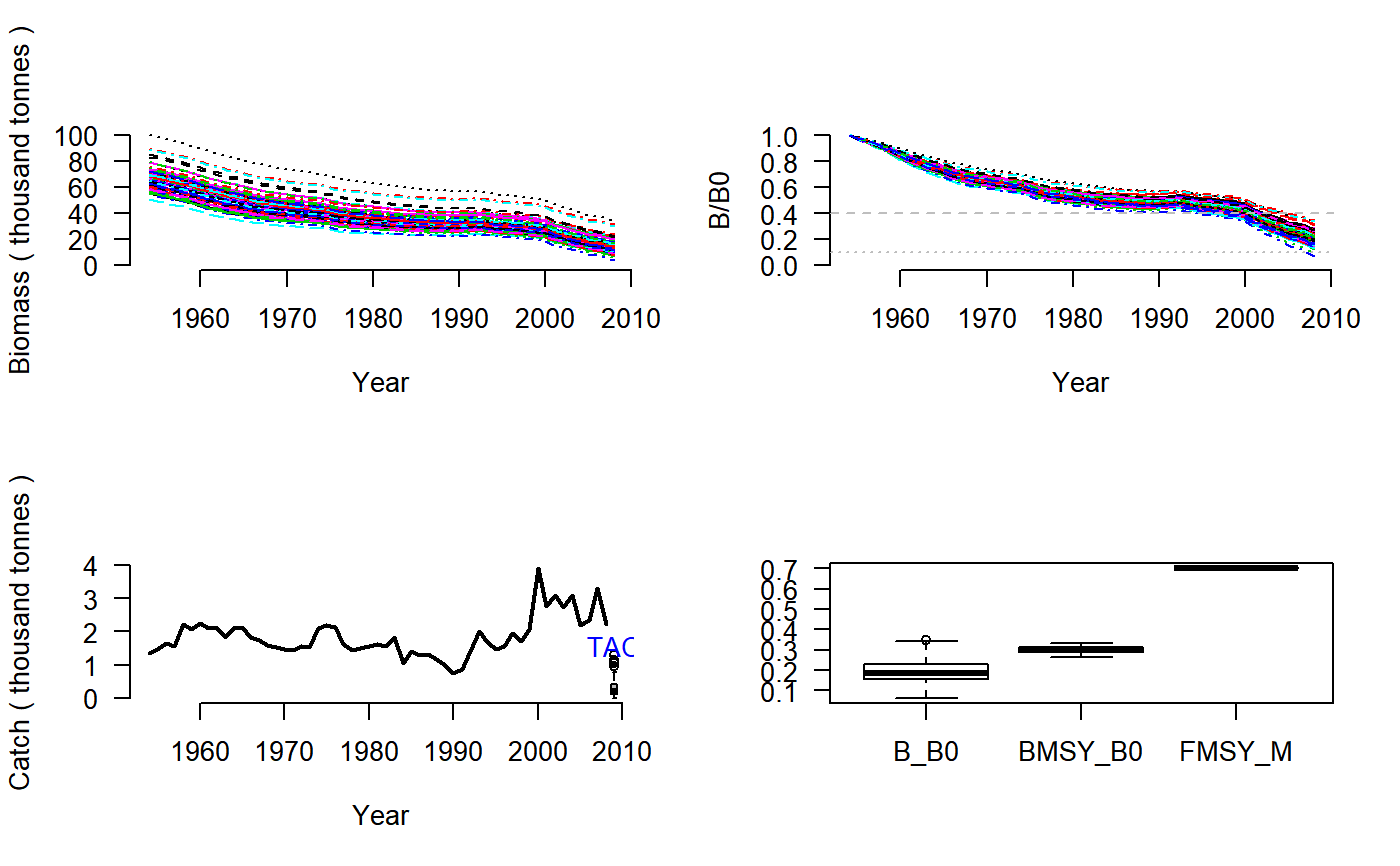 Biomass ( thousand tonnes )
100
80
60
40
20
0
1960 1970 1980 1990 2000 2010
Year
B/B0
1.0
0.8
0.6
0.4
0.2
0.0
1960 1970 1980 1990 2000 2010
Year
Catch ( thousand tonnes )
4
3
2
1
0
TAC
1960 1970 1980 1990 2000 2010
Year
0.7
0.6
0.5
0.4
0.3
0.2
0.1
B_B0 BMSY_B0 FMSY_M